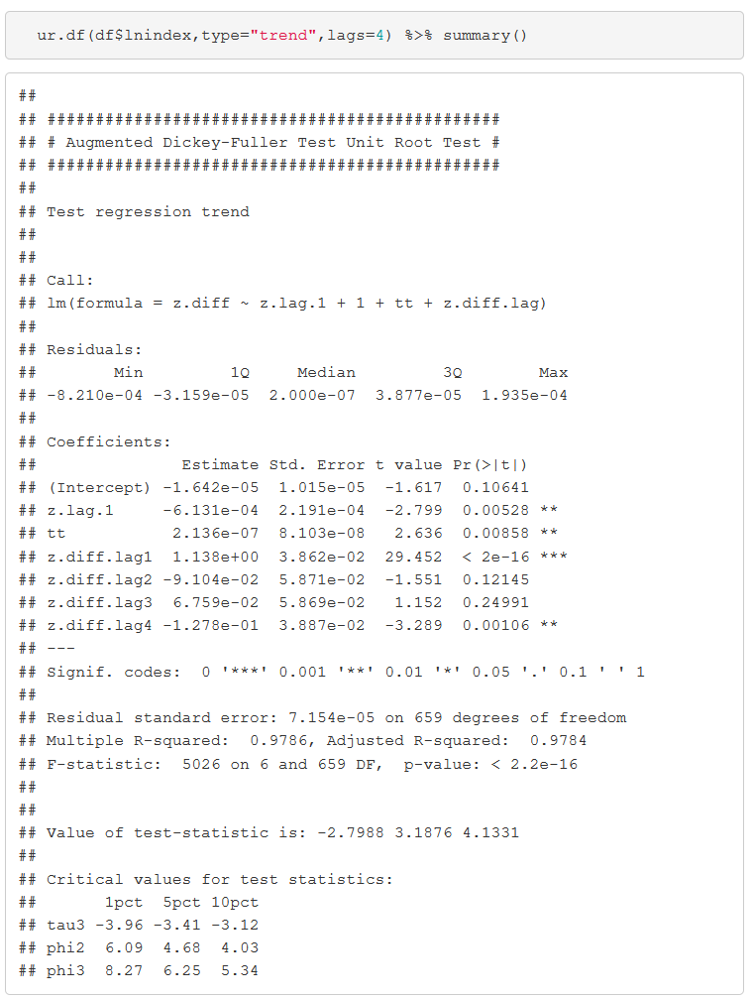 ur.df(df$lnindex,type="trend",lags=4) %>% summary()
##
## ###############################################
## # Augmented Dickey-Fuller Test Unit Root Test #
## ###############################################
##
## Test regression trend
##
##
## Call:
## lm(formula = z.diff ~ z.lag.1 + 1 + tt + z.diff.lag)
##
## Residuals:
##        Min         1Q     Median         3Q        Max
## -8.210e-04 -3.159e-05  2.000e-07  3.877e-05  1.935e-04
##
## Coefficients:
##               Estimate Std. Error t value Pr(>|t|)
## (Intercept) -1.642e-05  1.015e-05  -1.617  0.10641
## z.lag.1     -6.131e-04  2.191e-04  -2.799  0.00528 **
## tt           2.136e-07  8.103e-08   2.636  0.00858 **
## z.diff.lag1  1.138e+00  3.862e-02  29.452  < 2e-16 ***
## z.diff.lag2 -9.104e-02  5.871e-02  -1.551  0.12145
## z.diff.lag3  6.759e-02  5.869e-02   1.152  0.24991
## z.diff.lag4 -1.278e-01  3.887e-02  -3.289  0.00106 **
## ---
## Signif. codes:  0 '***' 0.001 '**' 0.01 '*' 0.05 '.' 0.1 ' ' 1
##
## Residual standard error: 7.154e-05 on 659 degrees of freedom
## Multiple R-squared:  0.9786, Adjusted R-squared:  0.9784
## F-statistic:  5026 on 6 and 659 DF,  p-value: < 2.2e-16
##
##
## Value of test-statistic is: -2.7988 3.1876 4.1331
##
## Critical values for test statistics:
##       1pct  5pct 10pct
## tau3 -3.96 -3.41 -3.12
## phi2  6.09  4.68  4.03
## phi3  8.27  6.25  5.34